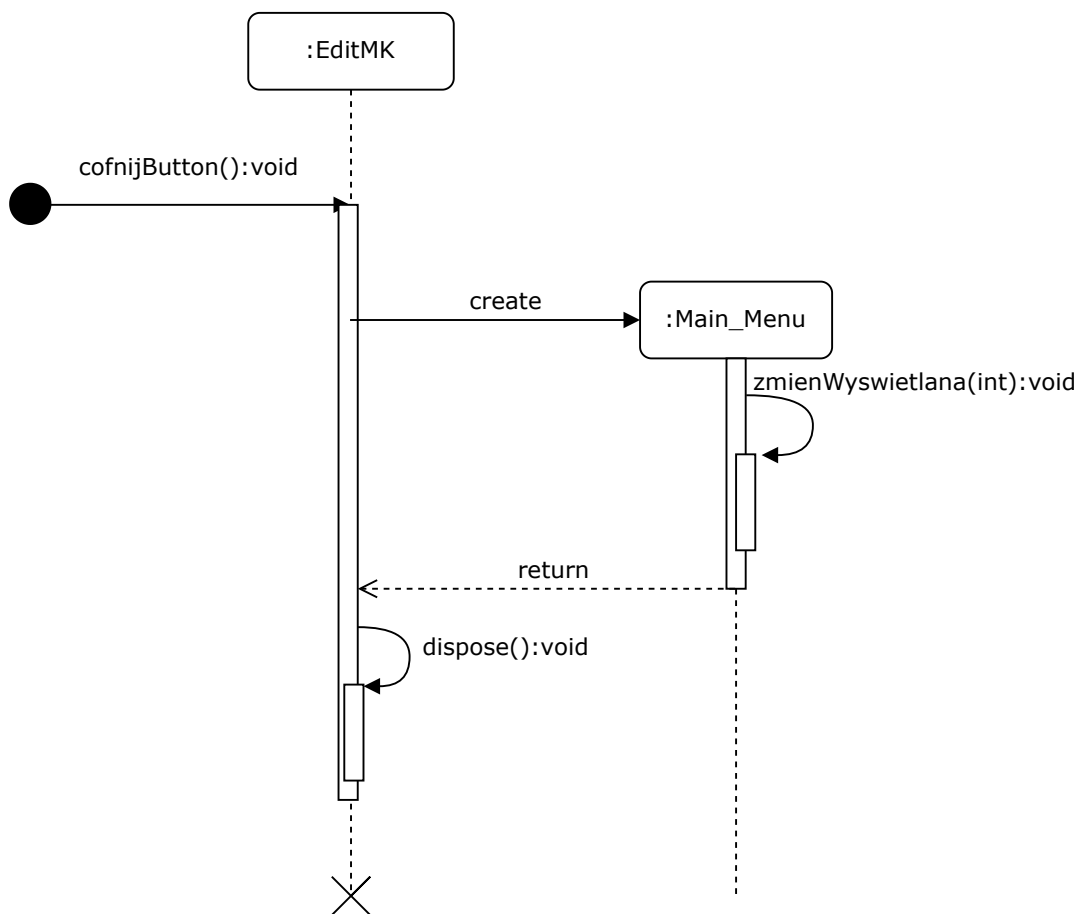 :EditMK
cofnijButton():void
create
:Main_Menu
zmienWyswietlana(int):void
return
dispose():void